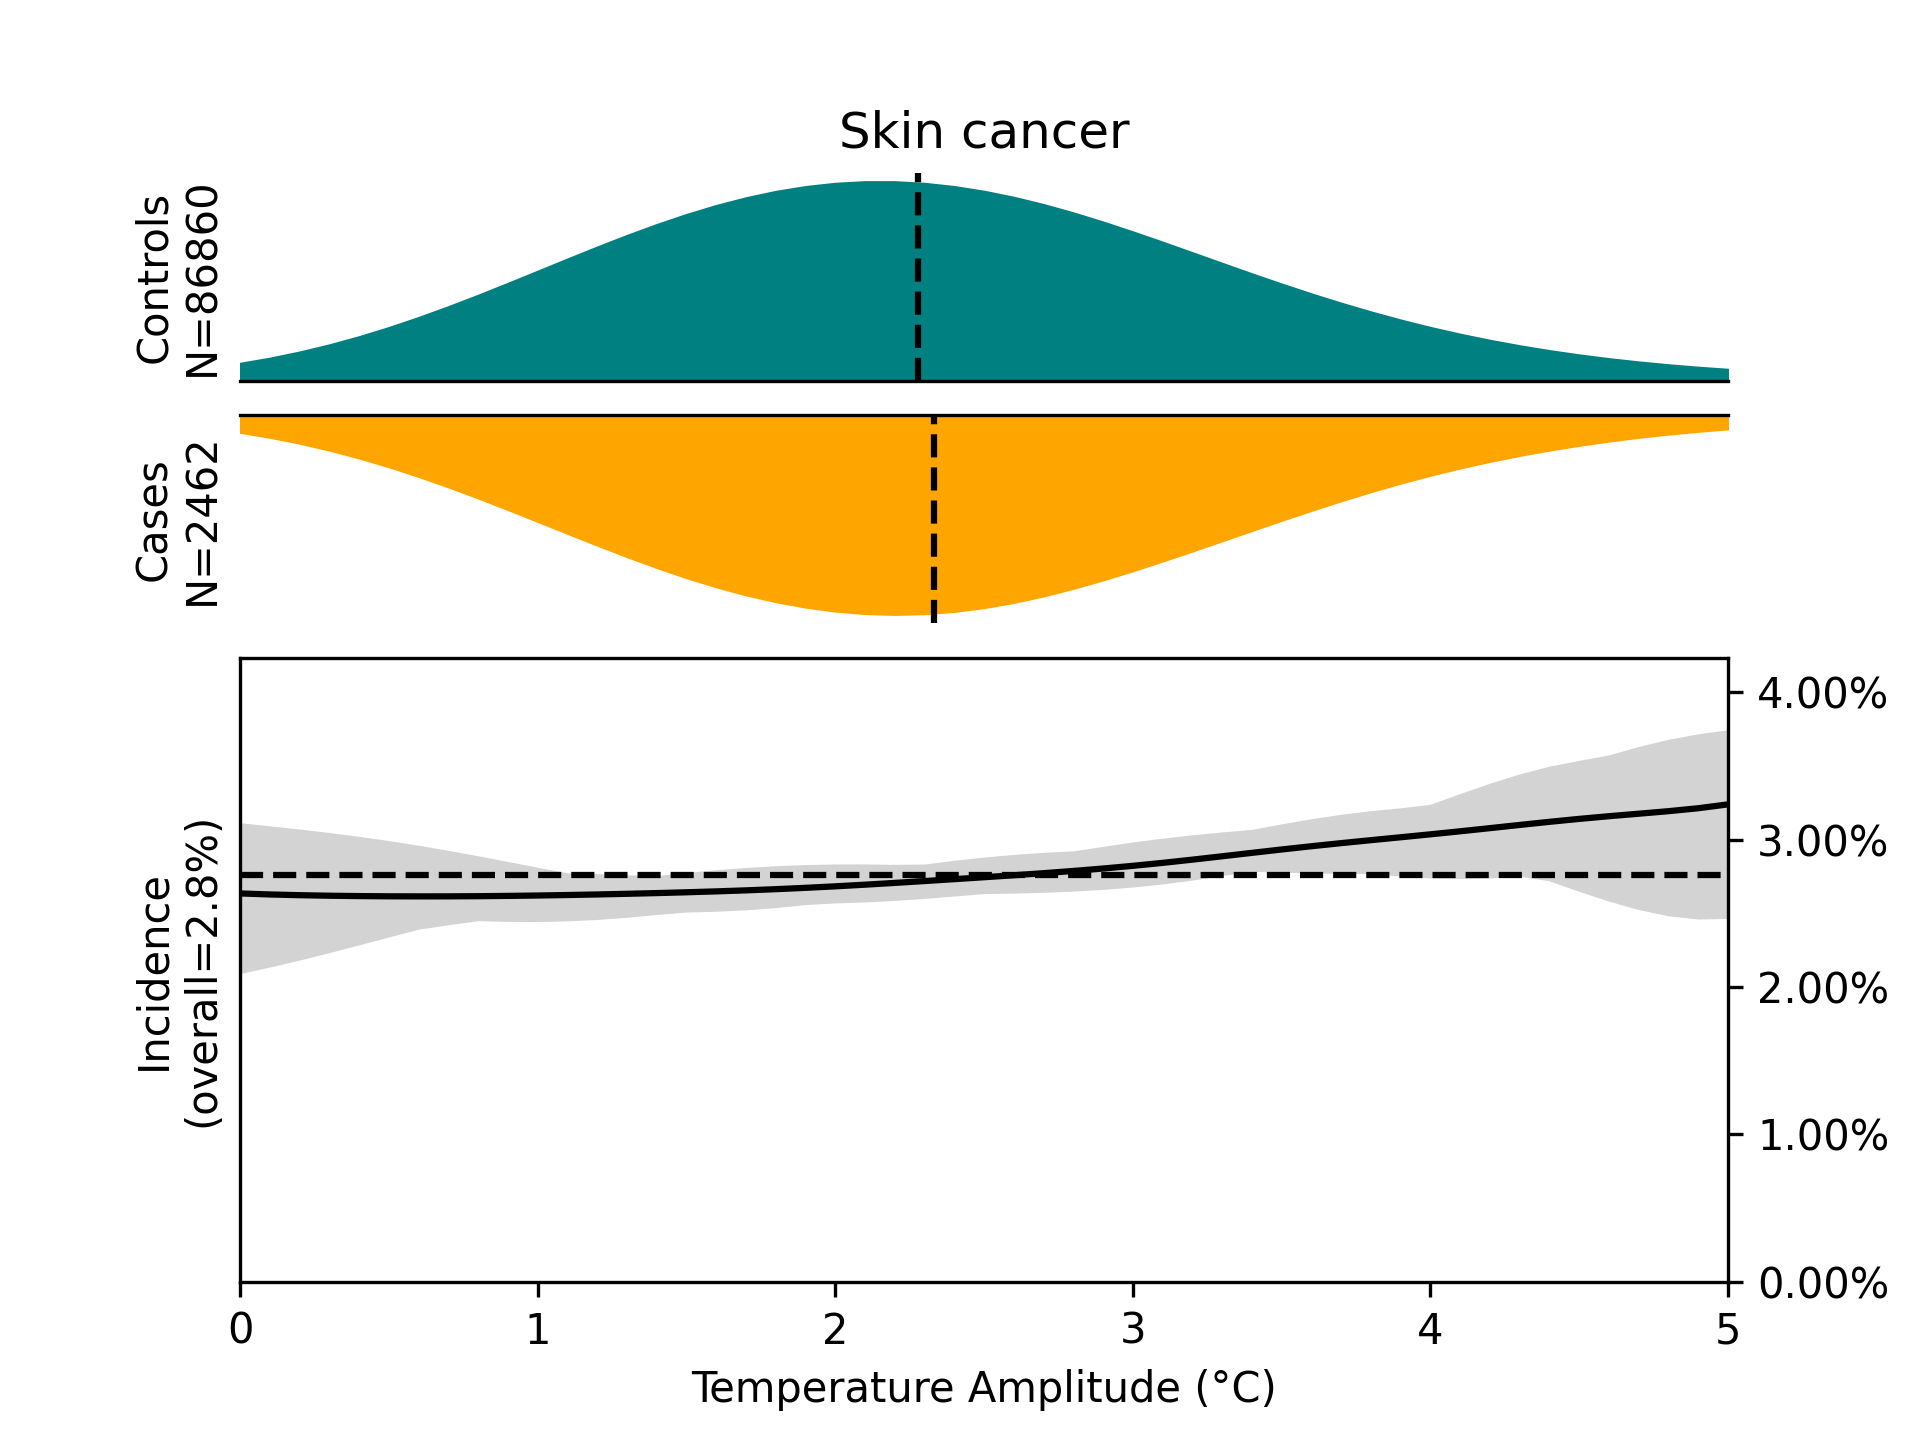 Skin cancer
Controls
N=86860
Cases
N=2462
Incidence
(overall=2.8%)
4.00%
3.00%
2.00%
1.00%
0.00%
0 1 2 3 4 5
Temperature Amplitude (°C)